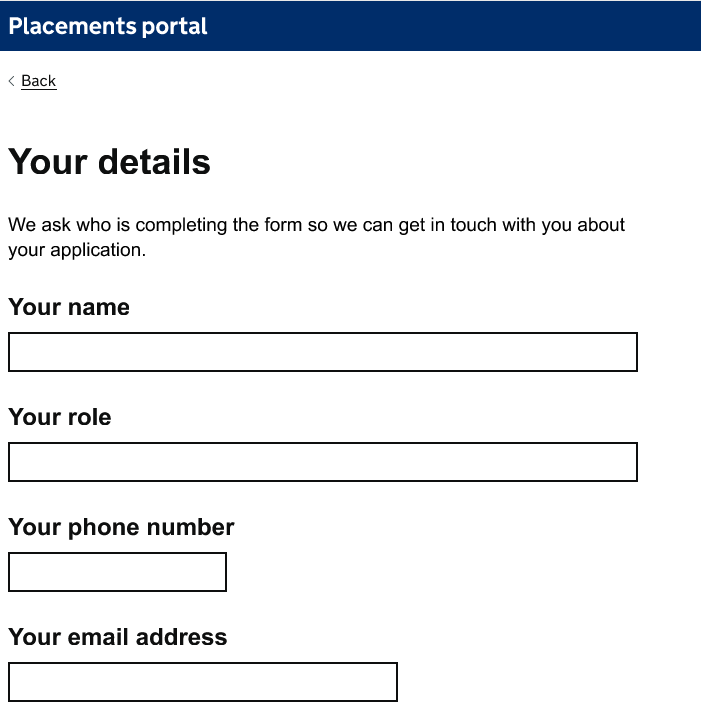 Placements portal
Back
Your details
We ask who is completing the form so we can get in touch with you about
your application.
Your name
Your role
Your phone number
Your email address